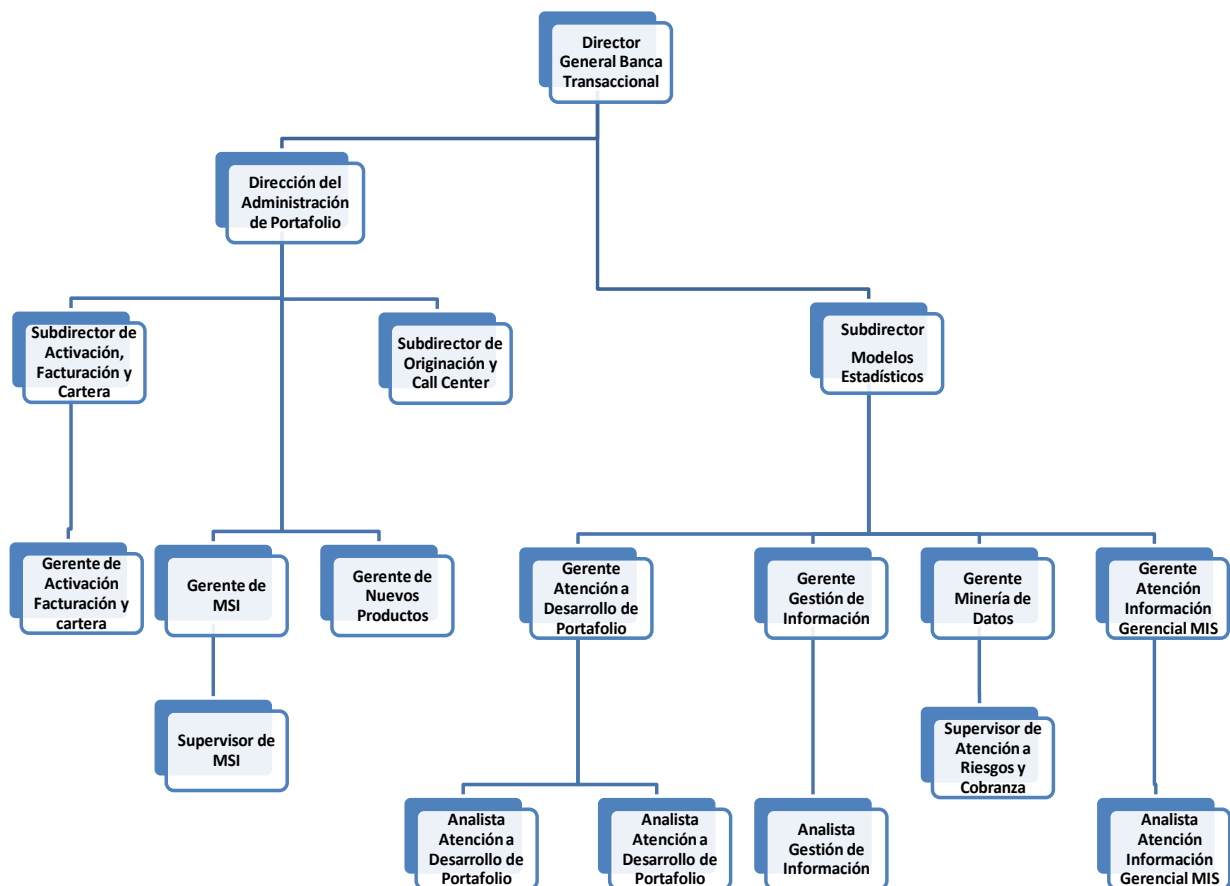 Director
General Banca
Transaccional
Dirección del
Administración
de Portafolio
Subdirector de
Activación,
Facturación y
Cartera
Subdirector de
Originación y
Call Center
Subdirector
Modelos
Estadísticos
Gerente de
Activación
Facturación y
cartera
Gerente de
MSI
Gerente de
Nuevos
Productos
Gerente
Atención a
Desarrollo de
Portafolio
Gerente
Gestión de
Información
Gerente
Minería de
Datos
Gerente
Atención
Información
Gerencial MIS
Supervisor de
MSI
Supervisor de
Atención a
Riesgos y
Cobranza
Analista
Atención a
Desarrollo de
Portafolio
Analista
Atención a
Desarrollo de
Portafolio
Analista
Gestión de
Información
Analista
Atención
Información
Gerencial MIS